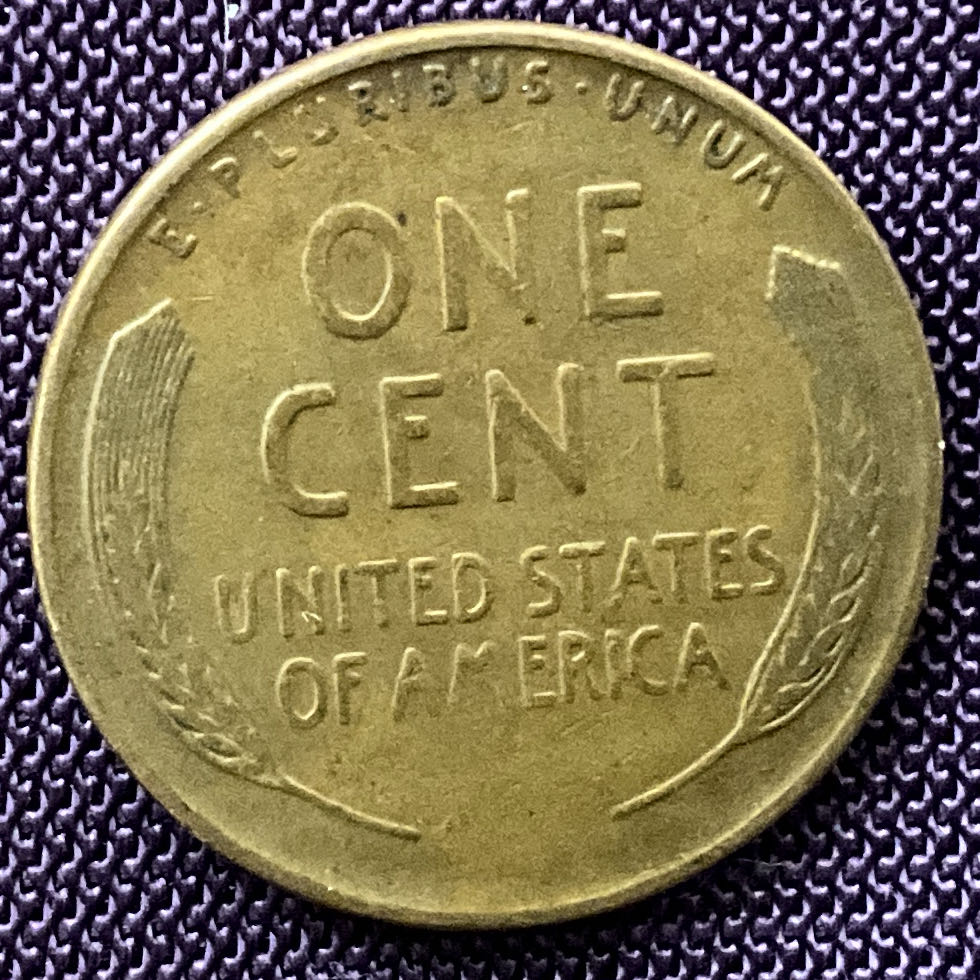 E·PLURIBUS·UNUM
ONE
CENT
UNITED STATES
OF AMERICA